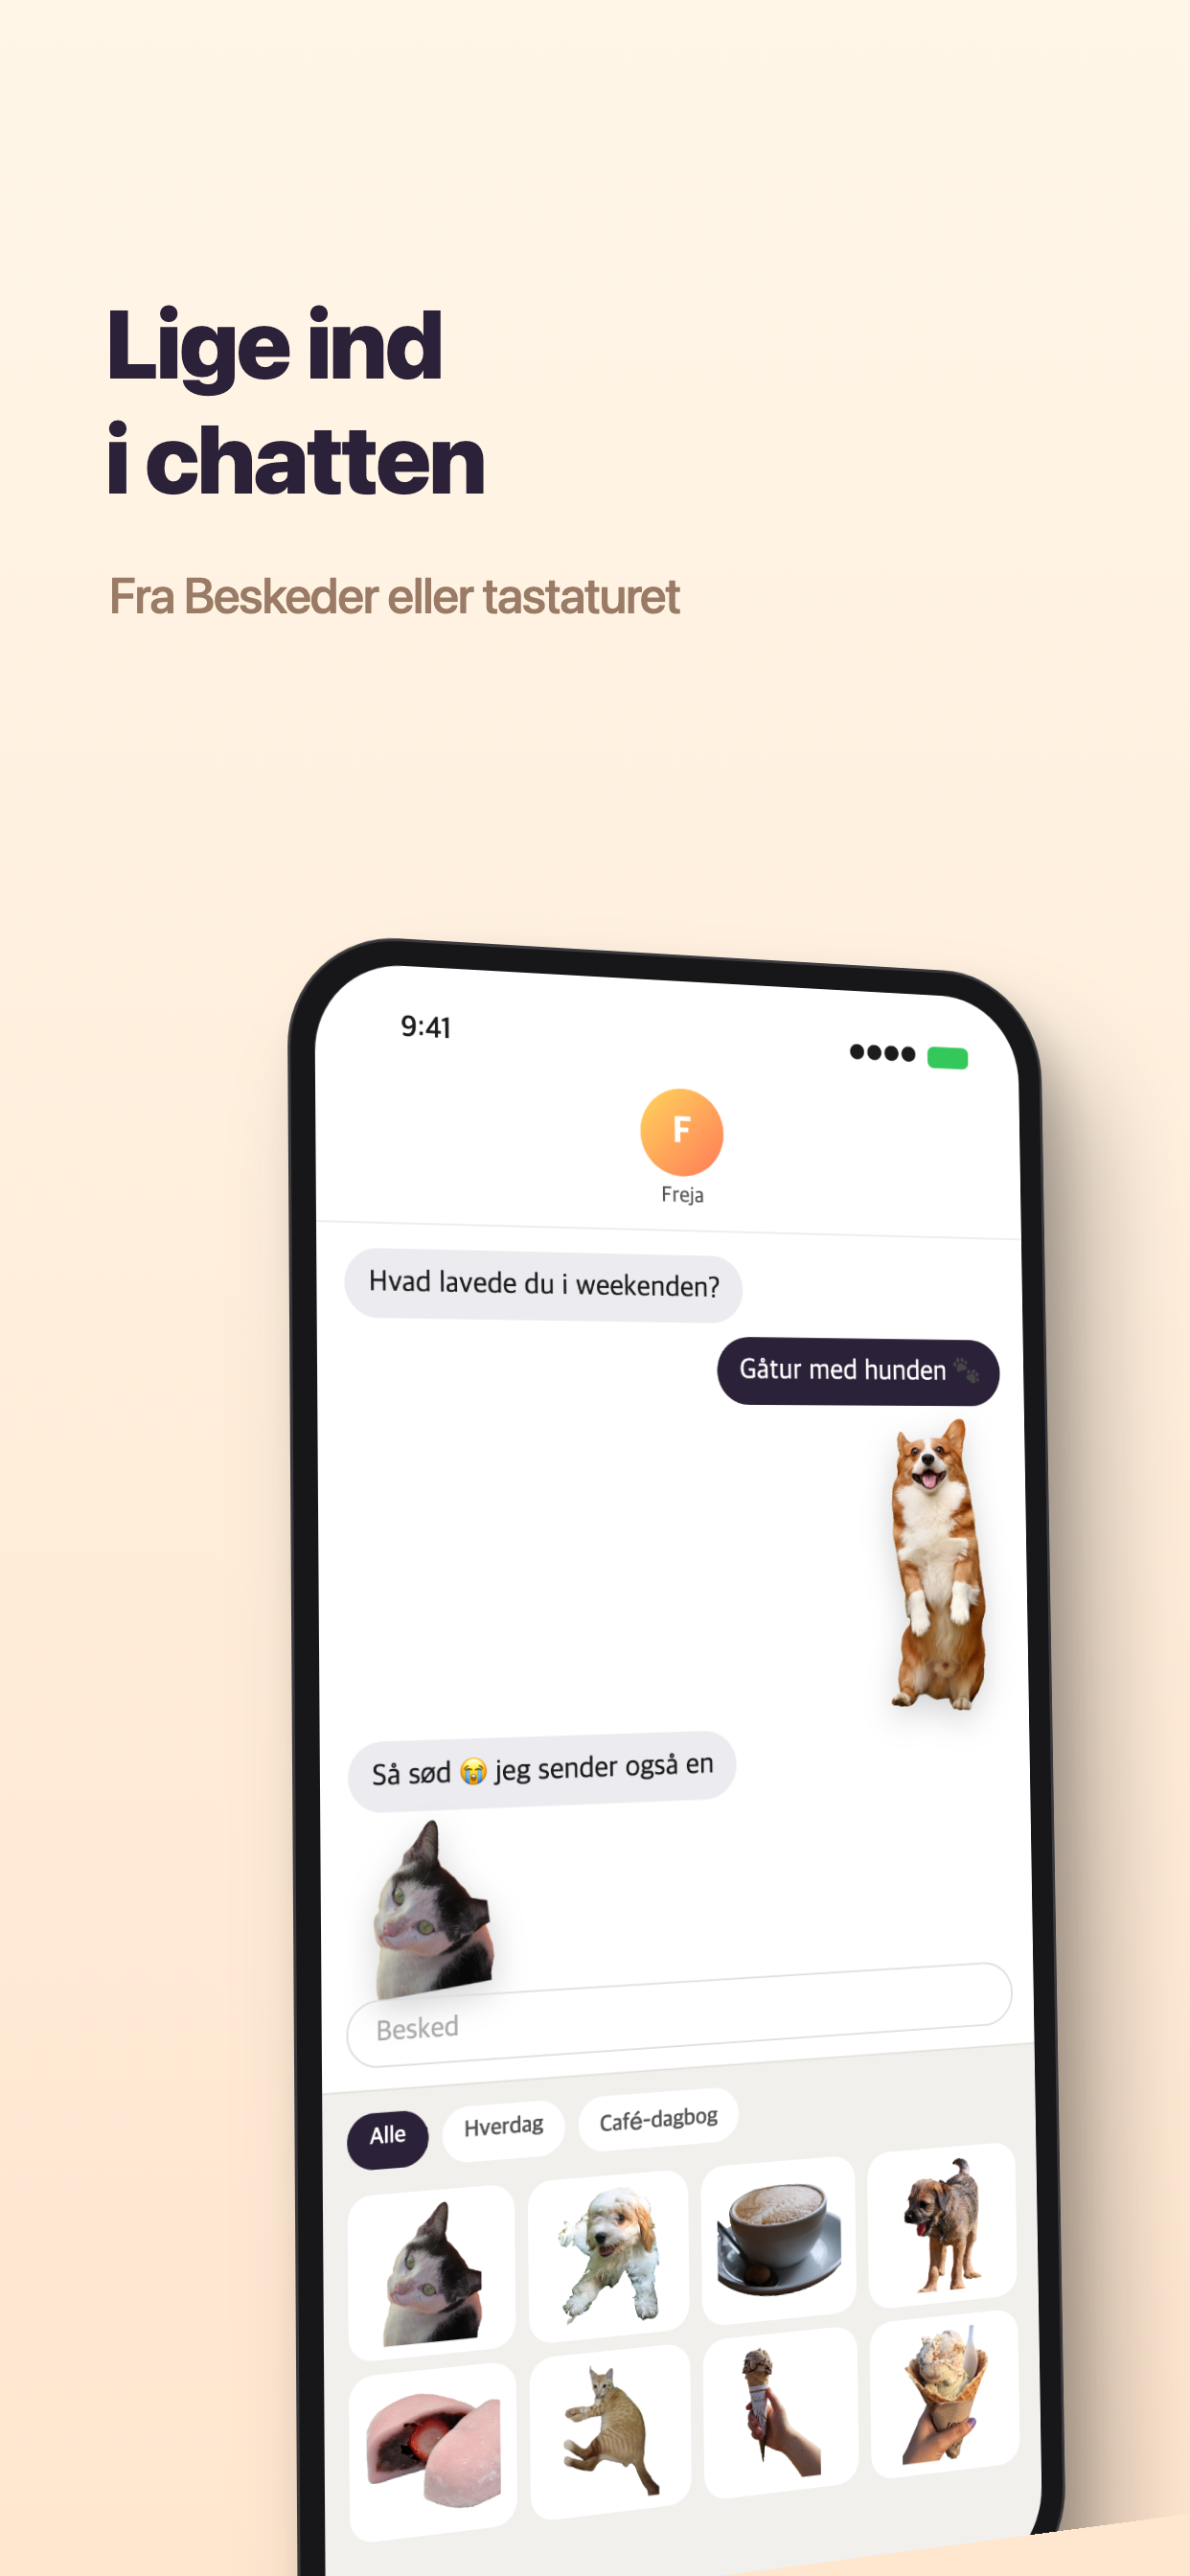 Lige ind
i chatten
Fra Beskeder eller tastaturet
9:41
F
Freja
Hvad lavede du i weekenden?
Gåtur med hunden 🐾
Så sød 😭 jeg sender også en
Besked
Alle
Hverdag
Café-dagbog